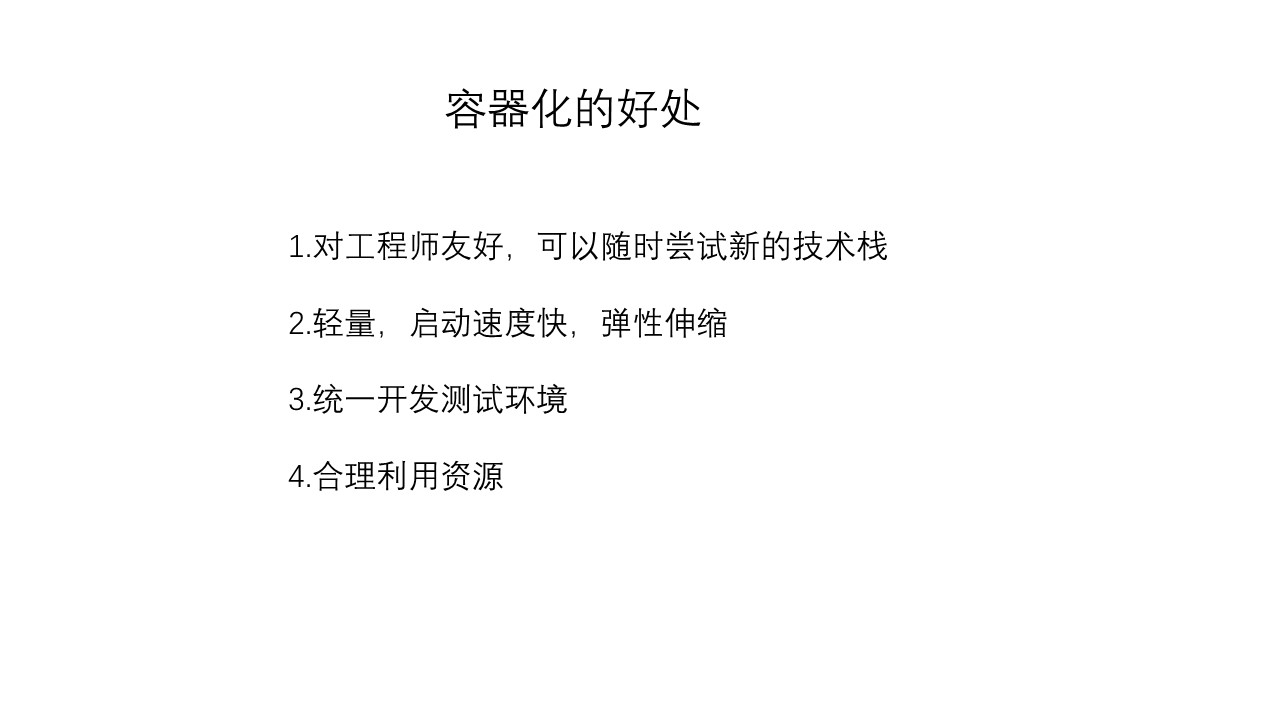 容器化的好处
1.对工程师友好，可以随时尝试新的技术栈
2.轻量，启动速度快，弹性伸缩
3.统一开发测试环境
4.合理利用资源